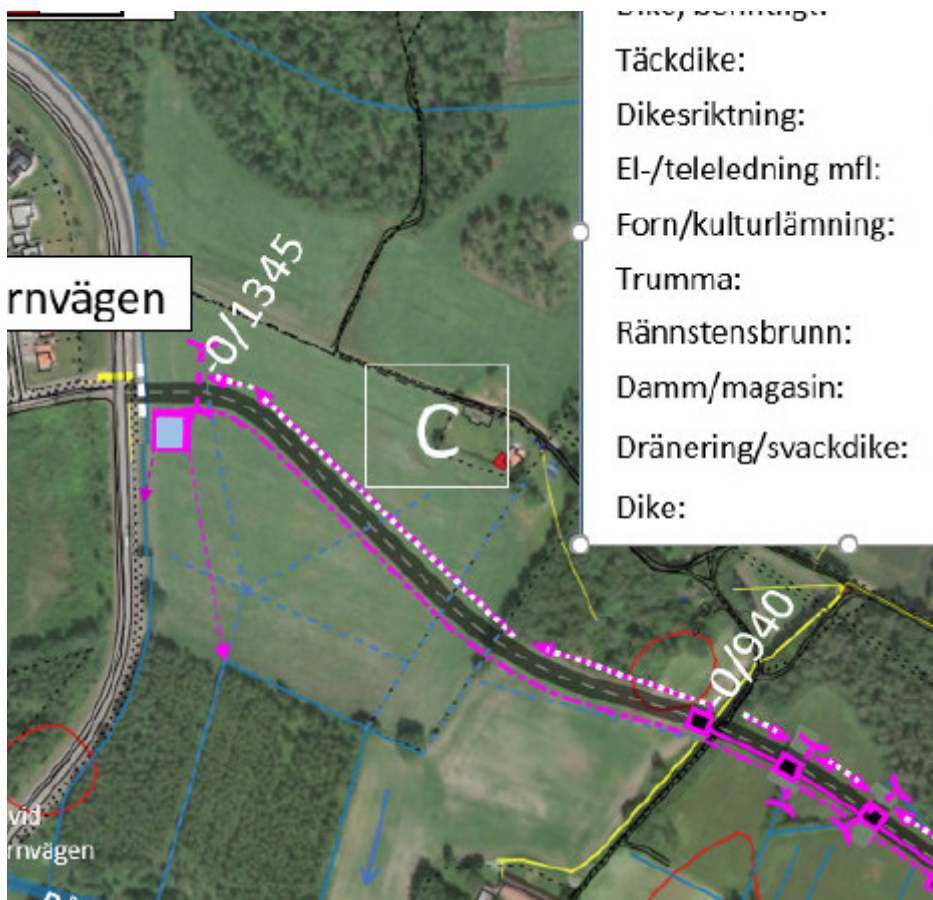 Täckdike:
Dikesriktning:
El-/teleledning mfl:
Forn/kulturlämning:
Trumma:
Rännstensbrunn:
Damm/magasin:
Dränering/svackdike:
Dike:
rnvägen
-0/1345
C
-0/940
vid
rnvägen